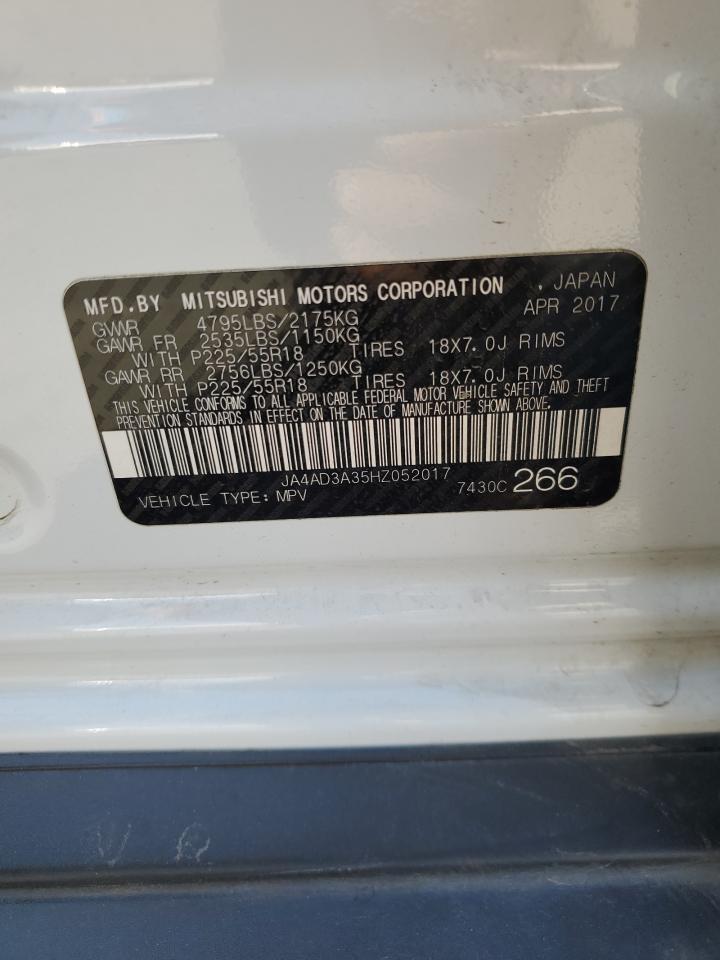 MFD.BY MITSUBISHI MOTORS CORPORATION , JAPAN
GVWR 4795LBS/2175KG APR 2017
GAWR FR 2535LBS/1150KG
WITH P225/55R18 TIRES 18X7.0J RIMS
GAWR RR 2756LBS/1250KG
WITH P225/55R18 TIRES 18X7.0J RIMS
THIS VEHICLE CONFORMS TO ALL APPLICABLE FEDERAL MOTOR VEHICLE SAFETY AND THEFT
PREVENTION STANDARDS IN EFFECT ON THE DATE OF MANUFACTURE SHOWN ABOVE.
JA4AD3A35HZ052017
VEHICLE TYPE: MPV 7430C 266